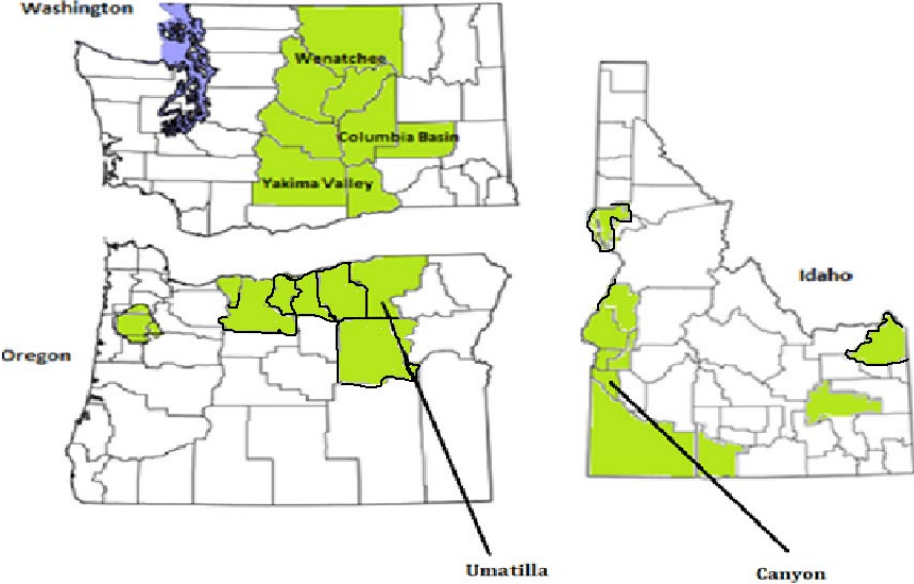 Washington
Wenatchee
Columbia Basin
Yakima Valley
Idaho
Oregon
Umatilla
Canyon